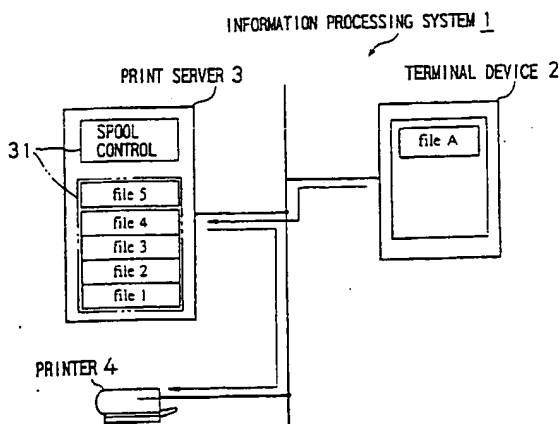 INFORMATION PROCESSING SYSTEM 1
PRINT SERVER 3
TERMINAL DEVICE 2
SPOOL
CONTROL
31
file A
file 5
file 4
file 3
file 2
file 1
PRINTER 4